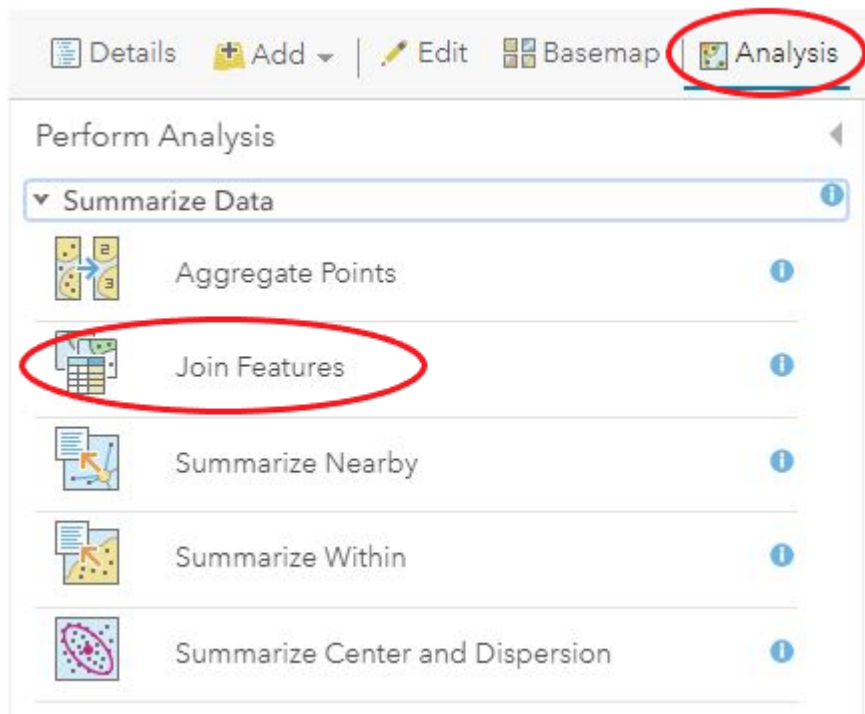 Details Add Edit Basemap Analysis
Perform Analysis
Summarize Data
Aggregate Points
Join Features
Summarize Nearby
Summarize Within
Summarize Center and Dispersion